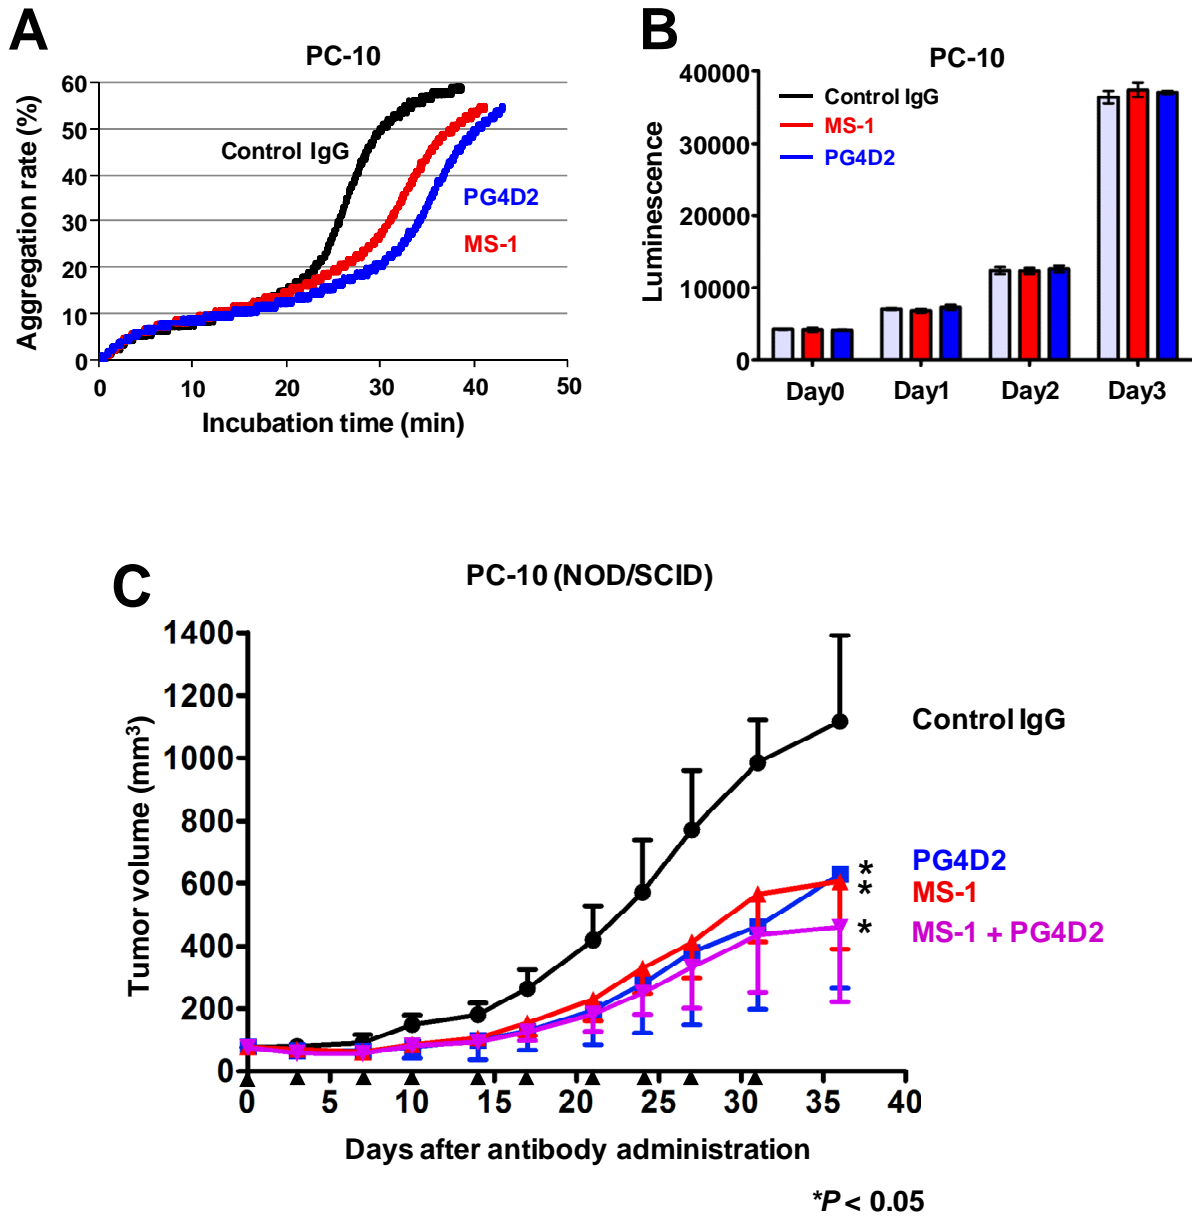 A
PC-10
Aggregation rate (%)
60
50
40
30
20
10
0
Control IgG
PG4D2
MS-1
0 10 20 30 40 50
Incubation time (min)
B
PC-10
Luminescence
40000
30000
20000
10000
0
Control IgG
MS-1
PG4D2
Day0 Day1 Day2 Day3
C
PC-10 (NOD/SCID)
Tumor volume (mm³)
1400
1200
1000
800
600
400
200
0
Control IgG
PG4D2
*
MS-1
*
MS-1 + PG4D2
*
0 5 10 15 20 25 30 35 40
Days after antibody administration
*P < 0.05